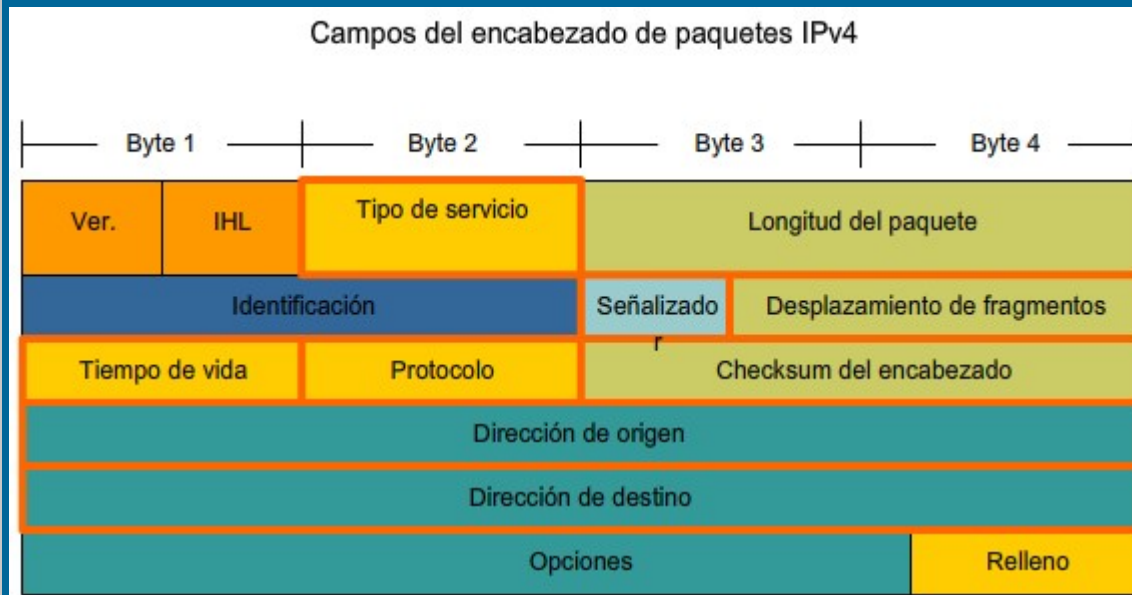 Campos del encabezado de paquetes IPv4
Byte 1 Byte 2 Byte 3 Byte 4
Ver. IHL Tipo de servicio Longitud del paquete
Identificación Señalizado Desplazamiento de fragmentos
r
Tiempo de vida Protocolo Checksum del encabezado
Dirección de origen
Dirección de destino
Opciones Relleno